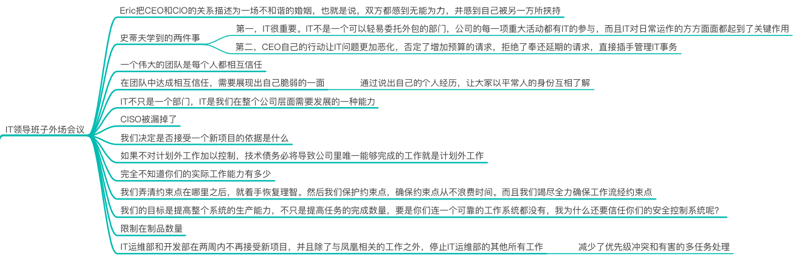 Eric把CEO和CIO的关系描述为一场不和谐的婚姻，也就是说，双方都感到无能为力，并感到自己被另一方所挟持
史蒂夫学到的两件事
第一，IT很重要。IT不是一个可以轻易委托外包的部门，公司的每一项重大活动都有IT的参与，而且IT对日常运作的方方面面都起到了关键作用
第二，CEO自己的行动让IT问题更加恶化，否定了增加预算的请求，拒绝了奉还延期的请求，直接插手管理IT事务
一个伟大的团队是每个人都相互信任
在团队中达成相互信任，需要展现出自己脆弱的一面
通过说出自己的个人经历，让大家以平常人的身份互相了解
IT不只是一个部门，IT是我们在整个公司层面需要发展的一种能力
IT领导班子外场会议
CISO被漏掉了
我们决定是否接受一个新项目的依据是什么
如果不对计划外工作加以控制，技术债务必将导致公司里唯一能够完成的工作就是计划外工作
完全不知道你们的实际工作能力有多少
我们弄清约束点在哪里之后，就着手恢复理智。然后我们保护约束点，确保约束点从不浪费时间。而且我们竭尽全力确保工作流经约束点
我们的目标是提高整个系统的生产能力，不只是提高任务的完成数量，要是你们连一个可靠的工作系统都没有，我为什么还要信任你们的安全控制系统呢？
限制在制品数量
IT运维部和开发部在两周内不再接受新项目，并且除了与凤凰相关的工作之外，停止IT运维部的其他所有工作
减少了优先级冲突和有害的多任务处理